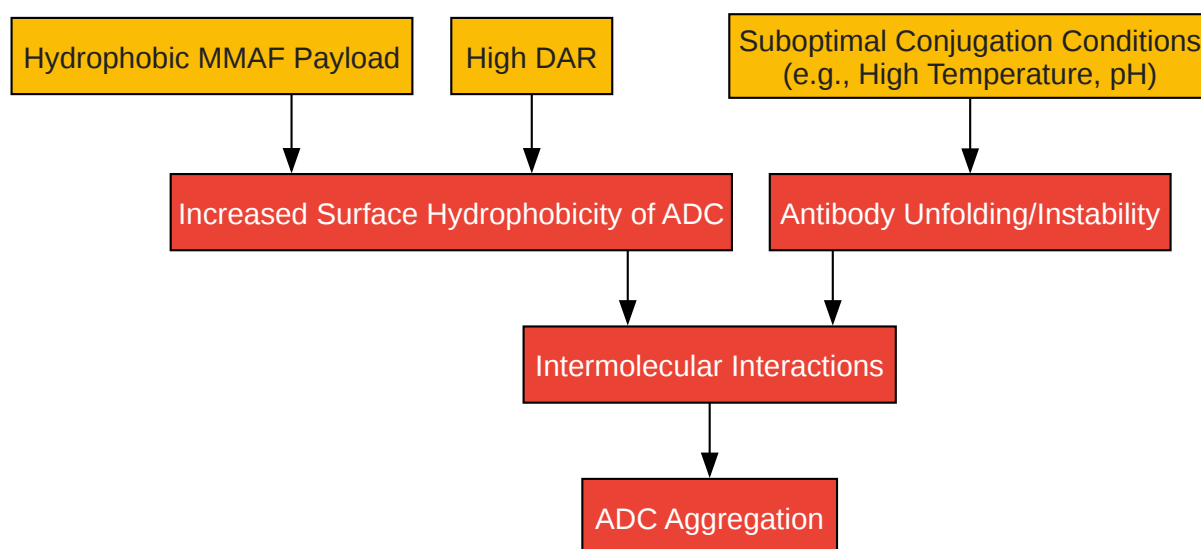 Hydrophobic MMAF Payload
High DAR
Suboptimal Conjugation Conditions
(e.g., High Temperature, pH)
Increased Surface Hydrophobicity of ADC
Antibody Unfolding/Instability
Intermolecular Interactions
ADC Aggregation